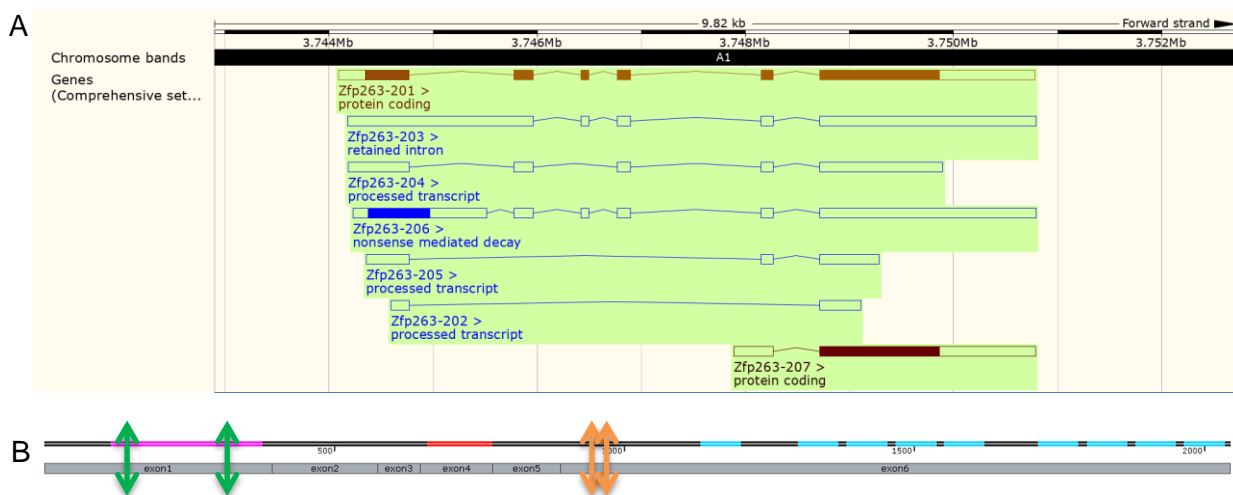 A
9.82 kb Forward strand
3.744Mb 3.746Mb 3.748Mb 3.750Mb 3.752Mb
Chromosome bands A1
Genes
(Comprehensive set...
Zfp263-201 >
protein coding
Zfp263-203 >
retained intron
Zfp263-204 >
processed transcript
Zfp263-206 >
nonsense mediated decay
Zfp263-205 >
processed transcript
Zfp263-202 >
processed transcript
Zfp263-207 >
protein coding
B
500 1000 1500 2000
exon1 exon2 exon3 exon4 exon5 exon6